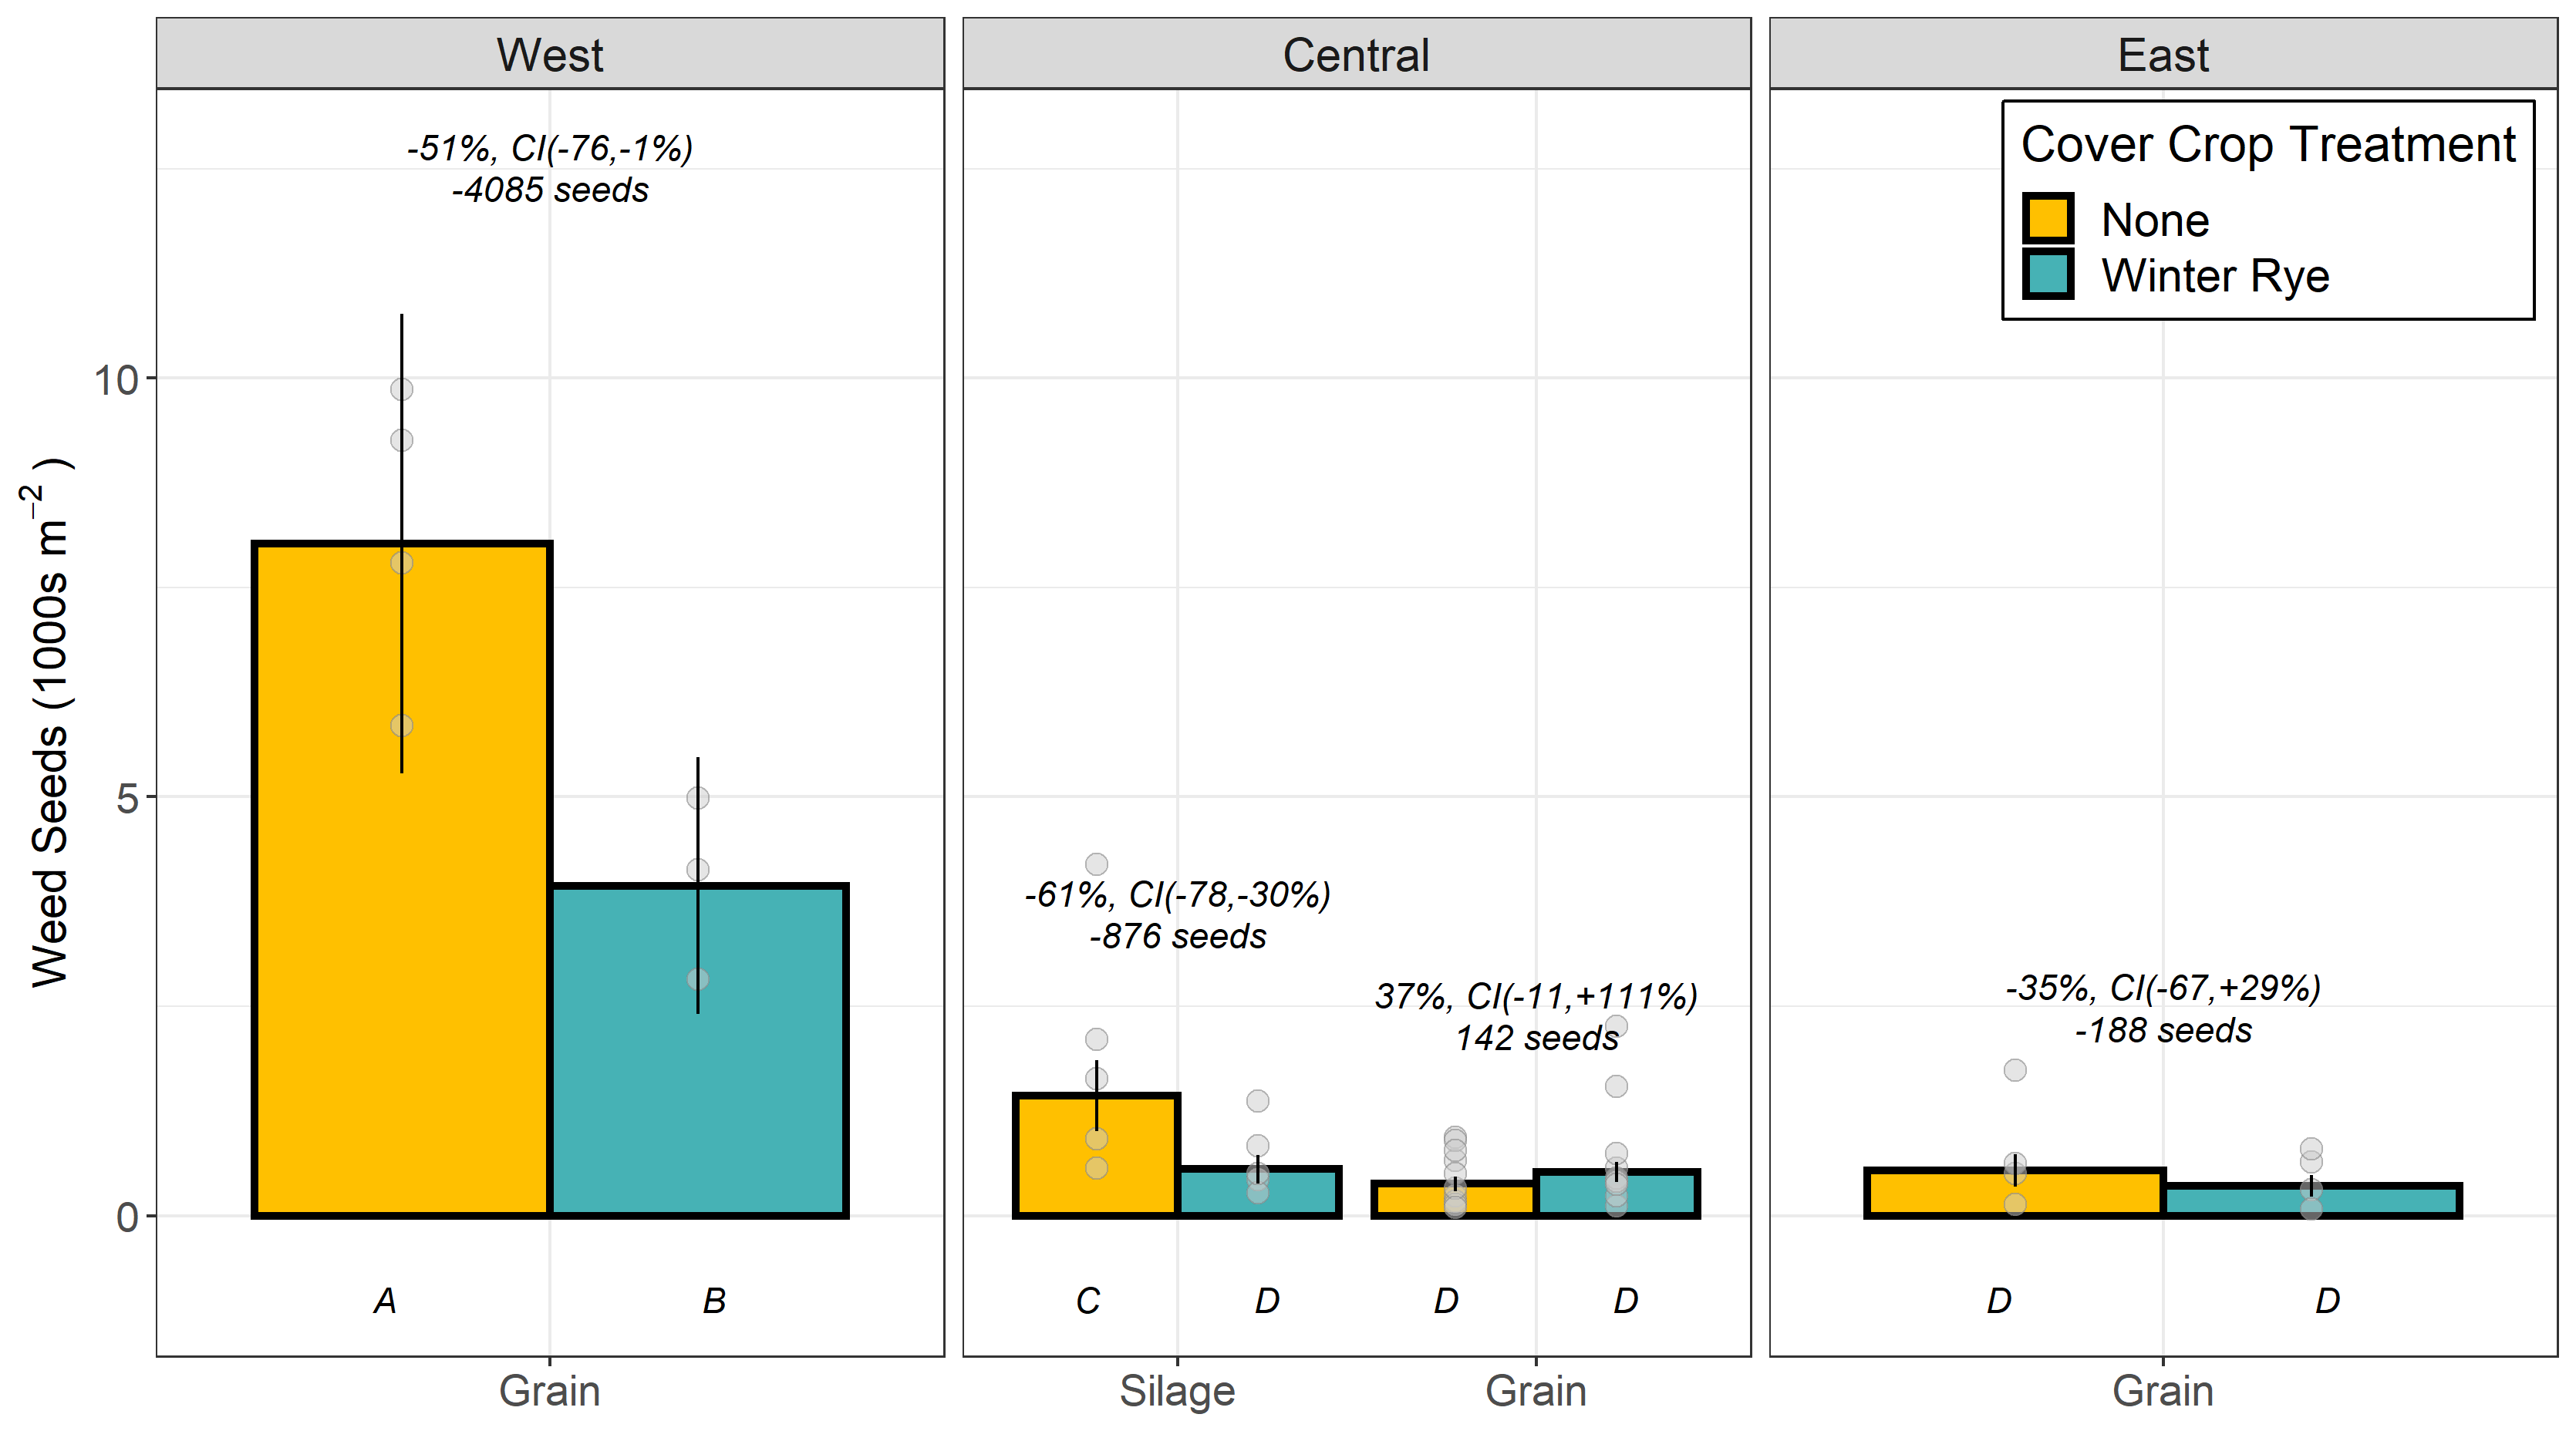 West
Central
East
-51%, CI(-76,-1%)
-4085 seeds
Cover Crop Treatment
None
Winter Rye
10
5
0
Weed Seeds (1000s m⁻²)
-61%, CI(-78,-30%)
-876 seeds
37%, CI(-11,+111%)
142 seeds
-35%, CI(-67,+29%)
-188 seeds
A
B
C
D
D
D
D
D
Grain
Silage
Grain
Grain